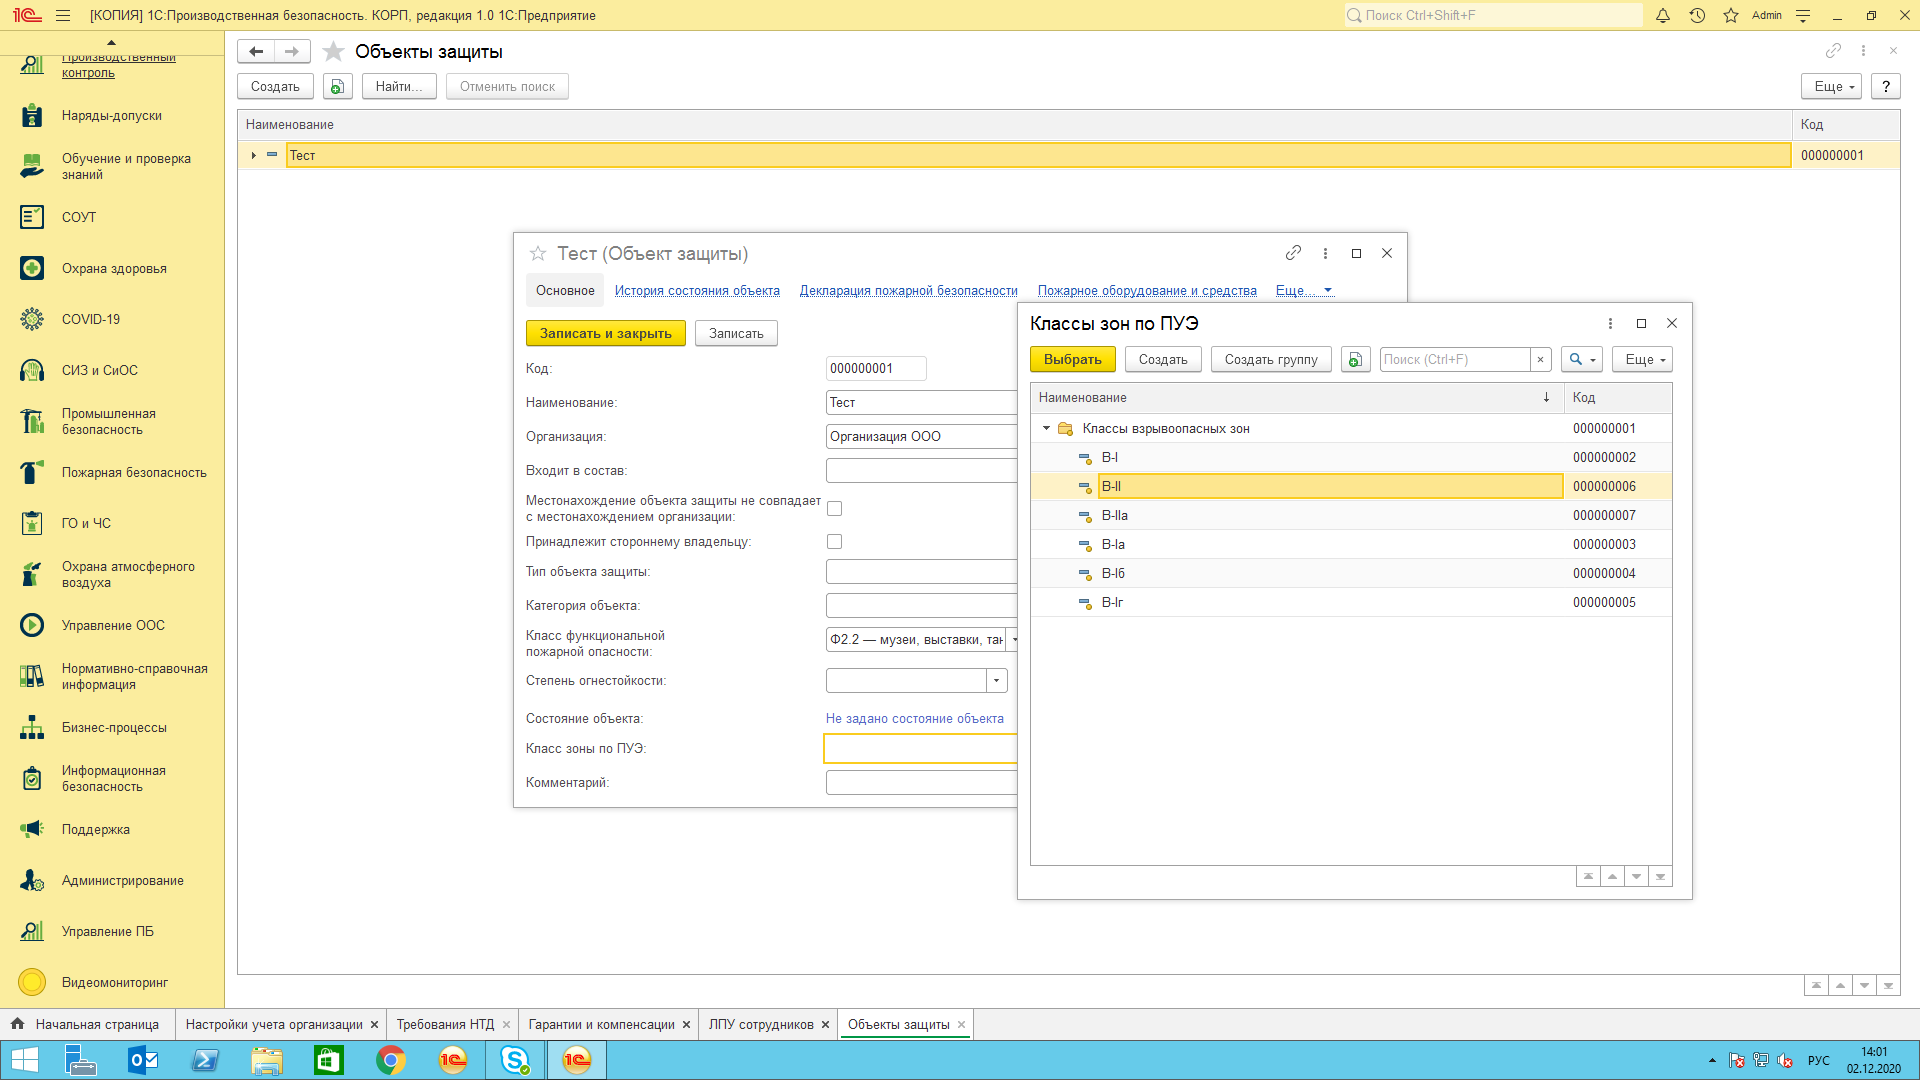 [КОПИЯ] 1С:Производственная безопасность. КОРП, редакция 1.0 1С:Предприятие
Поиск Ctrl+Shift+F
Admin
Производственный
контроль
Наряды-допуски
Обучение и проверка
знаний
СОУТ
Охрана здоровья
COVID-19
СИЗ и СиОС
Промышленная
безопасность
Пожарная безопасность
ГО и ЧС
Охрана атмосферного
воздуха
Управление ООС
Нормативно-справочная
информация
Бизнес-процессы
Информационная
безопасность
Поддержка
Администрирование
Управление ПБ
Видеомониторинг
Объекты защиты
Создать
Найти...
Отменить поиск
Еще
?
Наименование
Код
Тест
000000001
Тест (Объект защиты)
Основное
История состояния объекта
Декларация пожарной безопасности
Пожарное оборудование и средства
Еще...
Записать и закрыть
Записать
Код:
000000001
Наименование:
Тест
Организация:
Организация ООО
Входит в состав:
Местонахождение объекта защиты не совпадает
с местонахождением организации:
Принадлежит стороннему владельцу:
Тип объекта защиты:
Категория объекта:
Класс функциональной
пожарной опасности:
Ф2.2 — музеи, выставки, тан
Степень огнестойкости:
Состояние объекта:
Не задано состояние объекта
Класс зоны по ПУЭ:
Комментарий:
Классы зон по ПУЭ
Выбрать
Создать
Создать группу
Поиск (Ctrl+F)
Еще
Наименование
Код
Классы взрывоопасных зон
000000001
В-I
000000002
В-II
000000006
В-IIа
000000007
В-Iа
000000003
В-Iб
000000004
В-Iг
000000005
Начальная страница
Настройки учета организации
Требования НТД
Гарантии и компенсации
ЛПУ сотрудников
Объекты защиты
РУС
14:01
02.12.2020